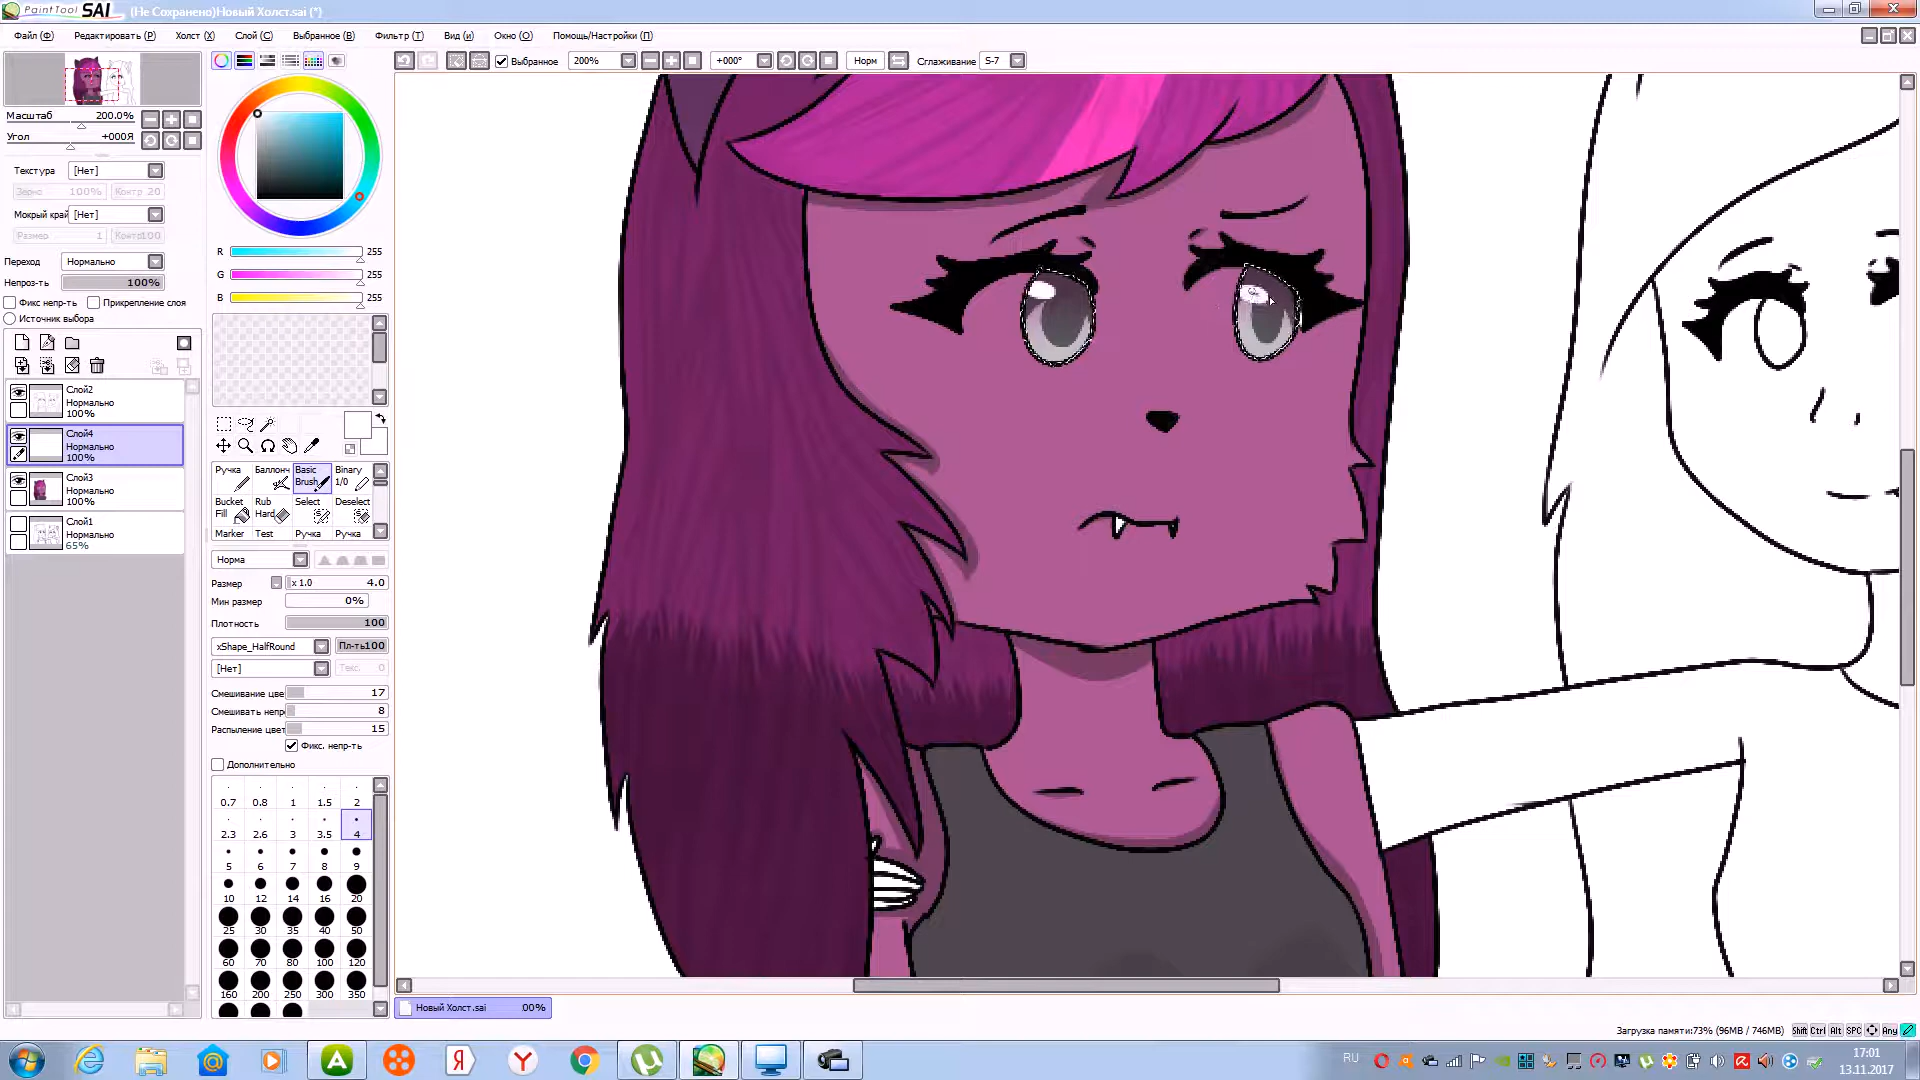 PaintTool SAI (Не Сохранено)Новый Холст.sai (*)
Файл (Ф) Редактировать (Р) Холст (Х) Слой (С) Выбранное (В) Фильтр (Т) Вид (и) Окно (О) Помощь/Настройки (П)
Выбранное 200% +000° Норм Сглаживание S-7
Масштаб 200.0%
Угол +000Я
Текстура [Нет]
Зерно 100% Контр 20
Мокрый край [Нет]
Размер 1 Контр100
Переход Нормально
Непроз-ть 100%
Фикс непр-ть Прикрепление слоя
Источник выбора
Слой2
Нормально
100%
Слой4
Нормально
100%
Слой3
Нормально
100%
Слой1
Нормально
65%
R 255
G 255
B 255
Ручка Баллонч Basic Brush Binary 1/0
Bucket Fill Rub Hard Select Deselect
Marker Test Ручка Ручка
Норма
Размер x 1.0 4.0
Мин размер 0%
Плотность 100
xShape_HalfRound Пл-ть100
[Нет] Текс. 0
Смешивание цве 17
Смешивать непр 8
Распыление цвет 15
Фикс. непр-ть
Дополнительно
0.7 0.8 1 1.5 2
2.3 2.6 3 3.5 4
5 6 7 8 9
10 12 14 16 20
25 30 35 40 50
60 70 80 100 120
160 200 250 300 350
Новый Холст.sai 00%
Загрузка памяти:73% (96MB / 746MB) Shift Ctrl Alt SPC Any
RU 17:01
13.11.2017